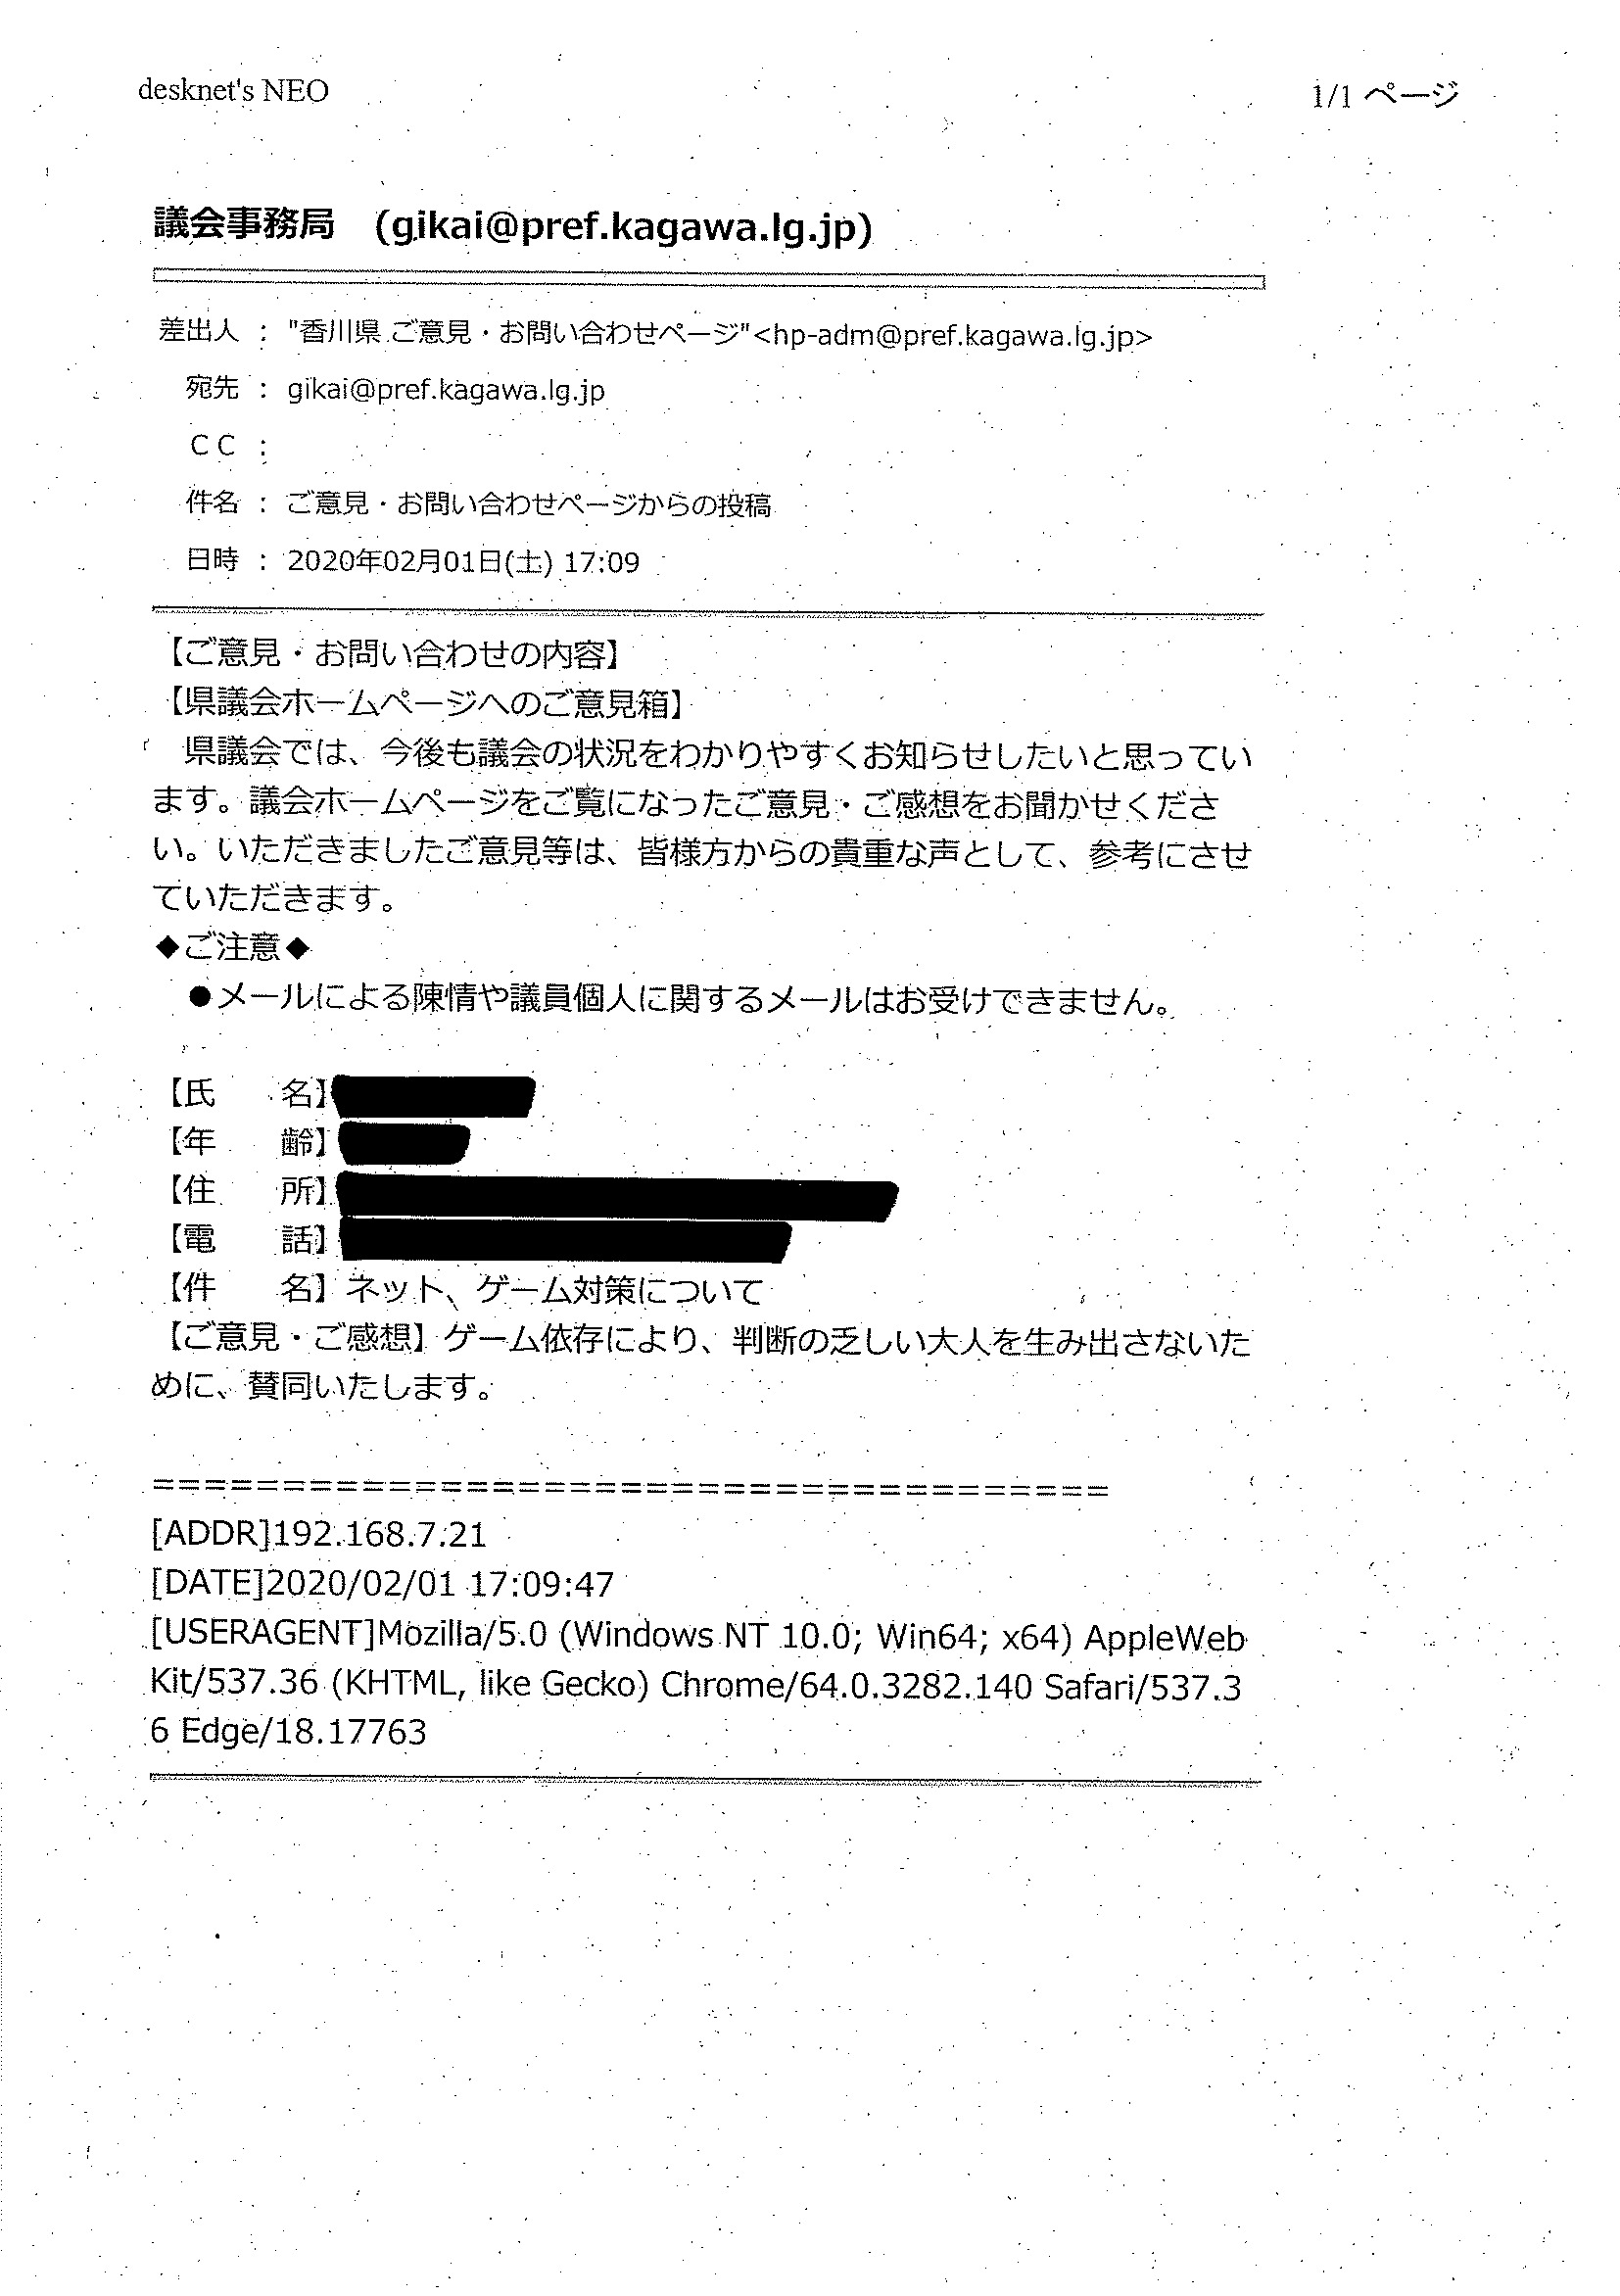 desknet's NEO
1/1 ページ
議会事務局 (gikai@pref.kagawa.lg.jp)
差出人 : "香川県 ご意見・お問い合わせページ"<hp-adm@pref.kagawa.lg.jp>
宛先 : gikai@pref.kagawa.lg.jp
CC :
件名 : ご意見・お問い合わせページからの投稿
日時 : 2020年02月01日(土) 17:09
【ご意見・お問い合わせの内容】
【県議会ホームページへのご意見箱】
県議会では、今後も議会の状況をわかりやすくお知らせしたいと思ってい
ます。議会ホームページをご覧になったご意見・ご感想をお聞かせくださ
い。いただきましたご意見等は、皆様方からの貴重な声として、参考にさせ
ていただきます。
◆ご注意◆
●メールによる陳情や議員個人に関するメールはお受けできません。
【氏　　名】
【年　　齢】
【住　　所】
【電　　話】
【件　　名】ネット、ゲーム対策について
【ご意見・ご感想】ゲーム依存により、判断の乏しい大人を生み出さないた
めに、賛同いたします。
=====================================
[ADDR]192.168.7.21
[DATE]2020/02/01 17:09:47
[USERAGENT]Mozilla/5.0 (Windows NT 10.0; Win64; x64) AppleWeb
Kit/537.36 (KHTML, like Gecko) Chrome/64.0.3282.140 Safari/537.3
6 Edge/18.17763